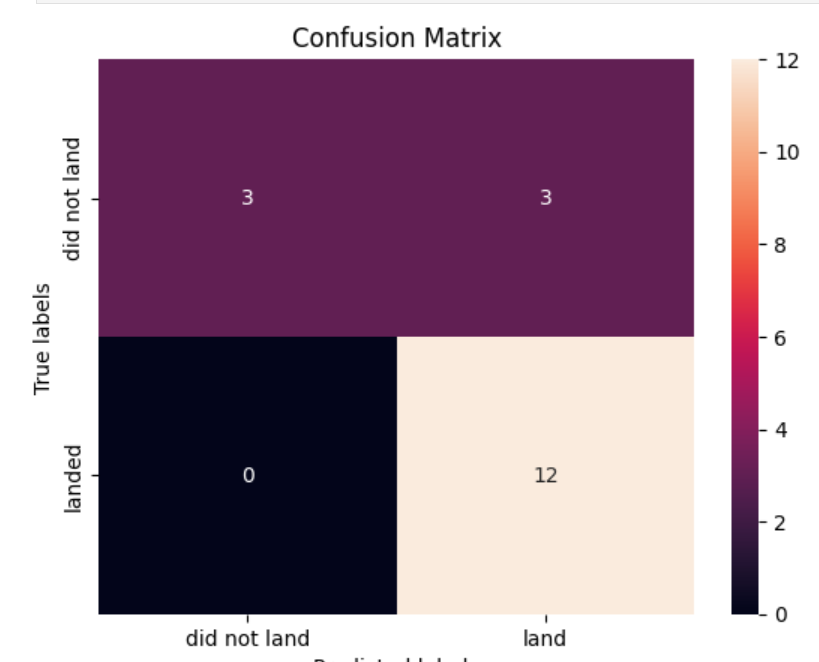 Confusion Matrix
12
10
8
6
4
2
0
True labels
did not land
landed
3
3
0
12
did not land
land